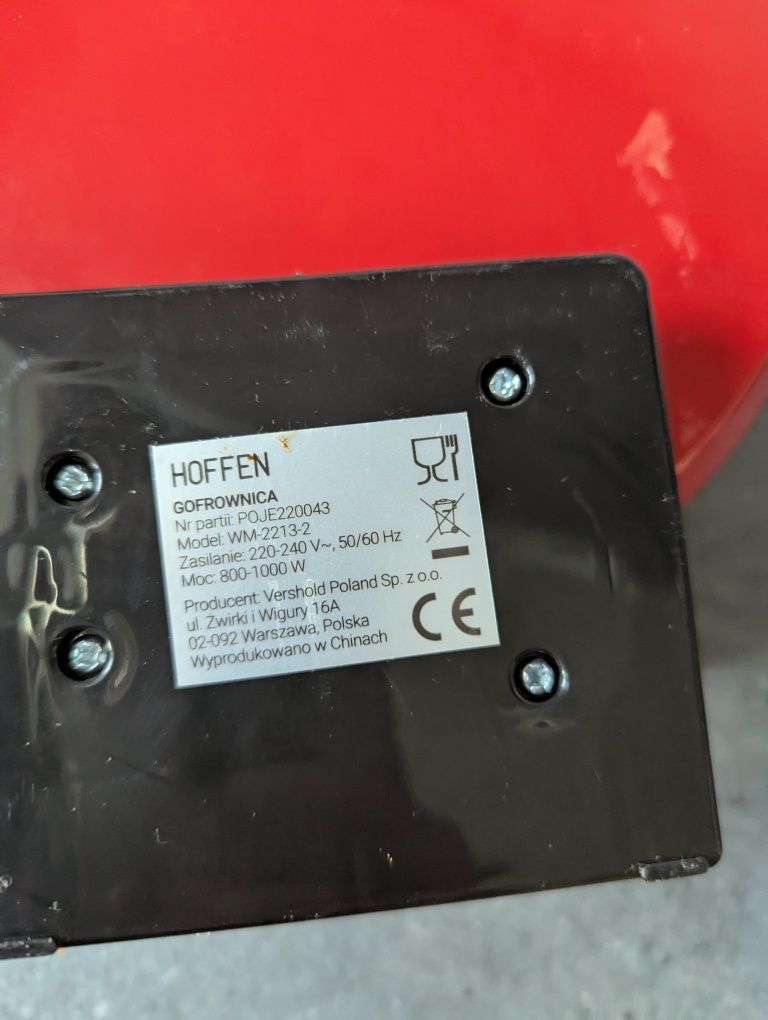 HOFFEN
GOFROWNICA
Nr partii: POJE220043
Model: WM-2213-2
Zasilanie: 220-240 V~, 50/60 Hz
Moc: 800-1000 W
Producent: Vershold Poland Sp. z o.o.
ul. Żwirki i Wigury 16A
02-092 Warszawa, Polska
Wyprodukowano w Chinach
CE